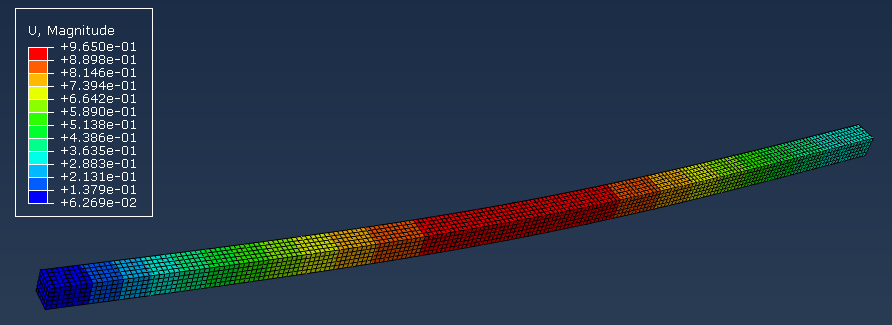 U, Magnitude
+9.650e-01
+8.898e-01
+8.146e-01
+7.394e-01
+6.642e-01
+5.890e-01
+5.138e-01
+4.386e-01
+3.635e-01
+2.883e-01
+2.131e-01
+1.379e-01
+6.269e-02